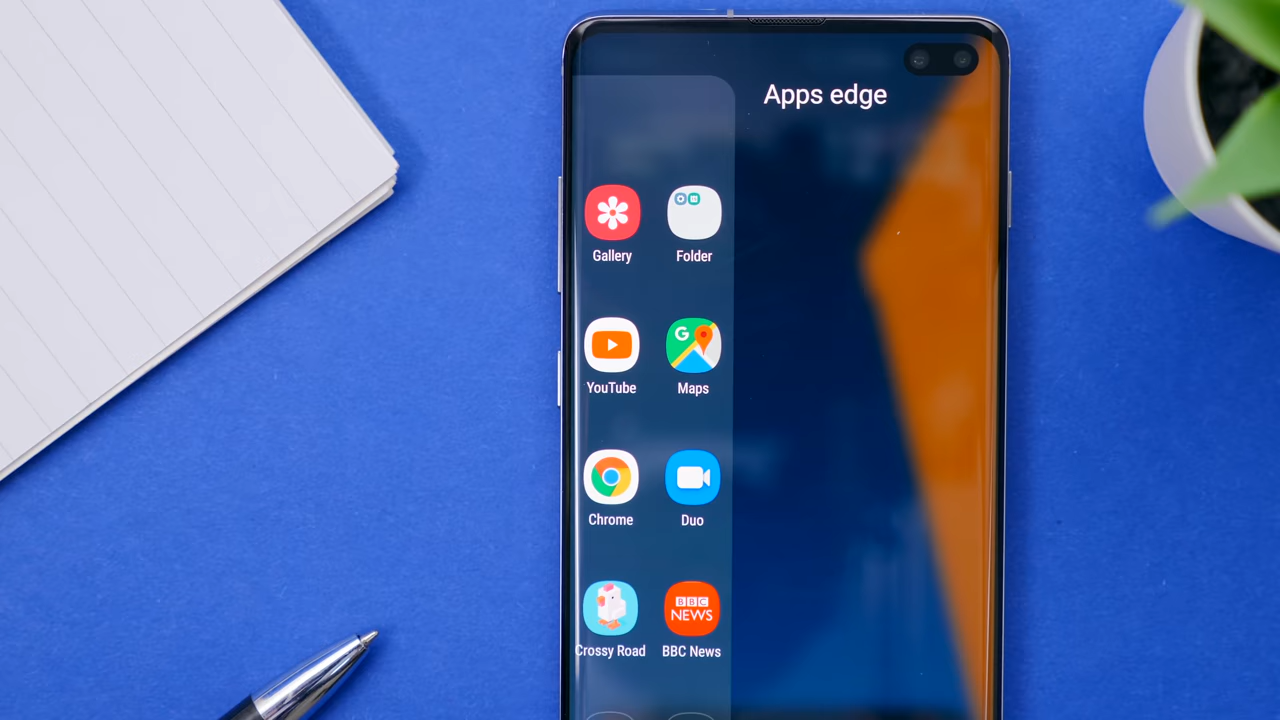 Apps edge
Gallery
Folder
YouTube
G
Maps
Chrome
Duo
Crossy Road
BBC
NEWS
BBC News